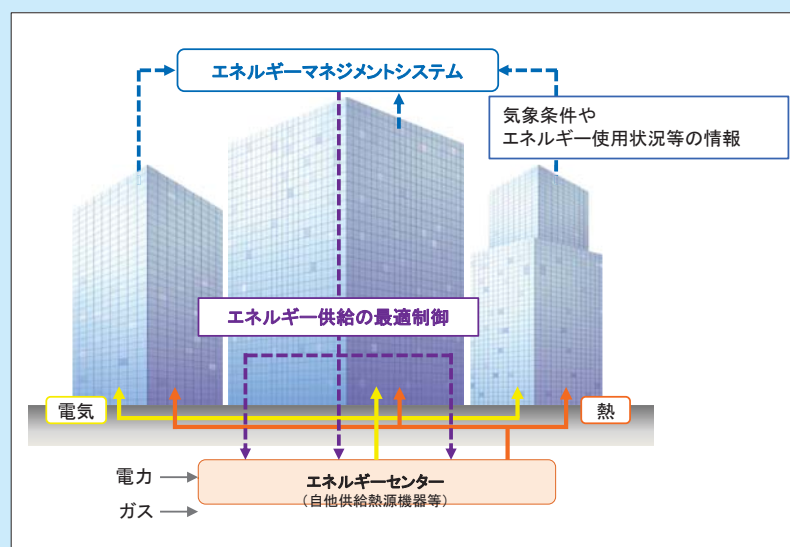 エネルギーマネジメントシステム
気象条件や
エネルギー使用状況等の情報
エネルギー供給の最適制御
電気
熱
電力
ガス
エネルギーセンター
（自他供給熱源機器等）